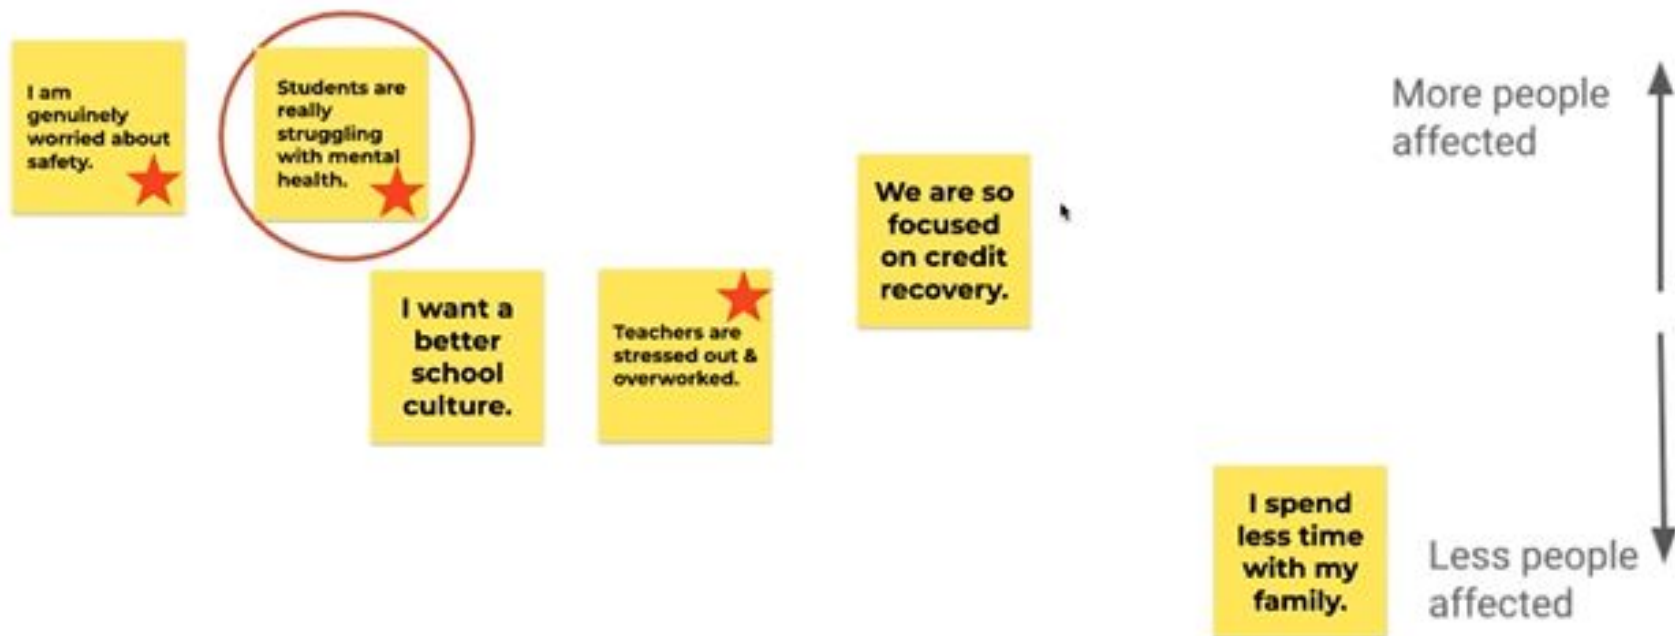 I am
genuinely
worried about
safety.
Students are
really
struggling
with mental
health.
I want a
better
school
culture.
Teachers are
stressed out &
overworked.
We are so
focused
on credit
recovery.
More people
affected
I spend
less time
with my
family.
Less people
affected